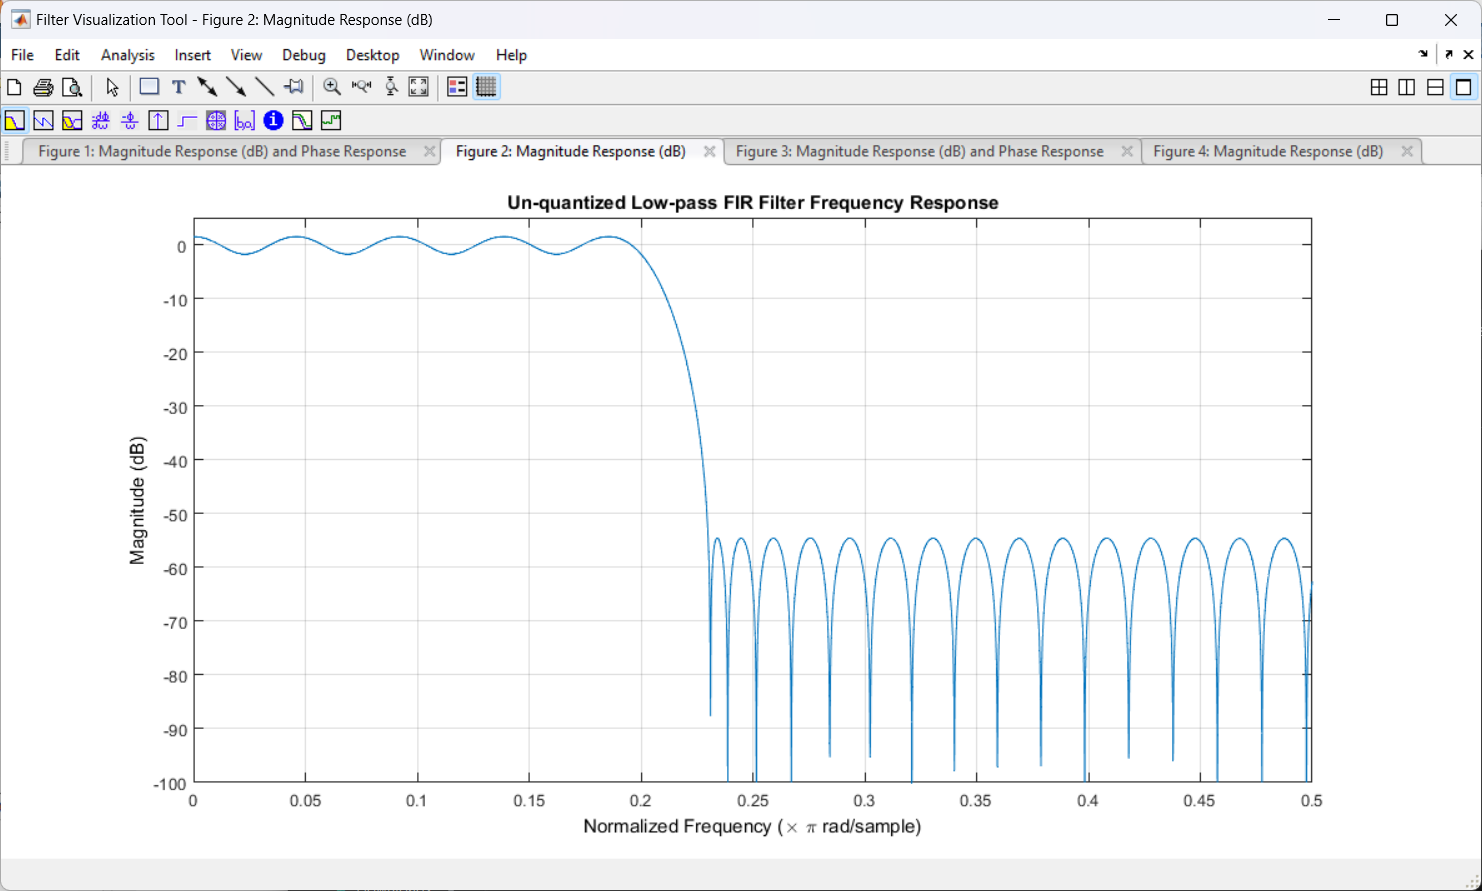 Filter Visualization Tool - Figure 2: Magnitude Response (dB)
File Edit Analysis Insert View Debug Desktop Window Help
Figure 1: Magnitude Response (dB) and Phase Response Figure 2: Magnitude Response (dB) Figure 3: Magnitude Response (dB) and Phase Response Figure 4: Magnitude Response (dB)
Un-quantized Low-pass FIR Filter Frequency Response
0
-10
-20
-30
-40
-50
-60
-70
-80
-90
-100
Magnitude (dB)
0 0.05 0.1 0.15 0.2 0.25 0.3 0.35 0.4 0.45 0.5
Normalized Frequency (× π rad/sample)